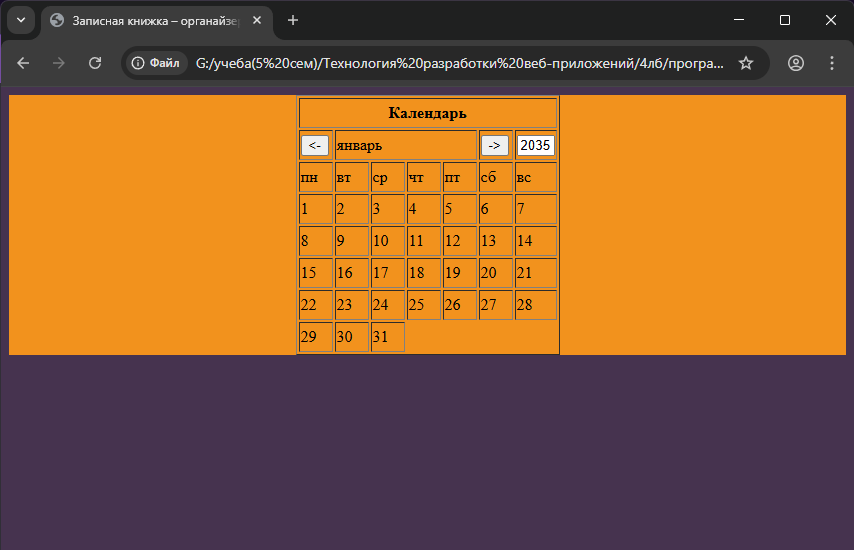 Записная книжка – органайзер
Файл G:/учеба(5%20сем)/Технология%20разработки%20веб-приложений/4лб/програ...
Календарь
<- январь -> 2035
пн вт ср чт пт сб вс
1 2 3 4 5 6 7
8 9 10 11 12 13 14
15 16 17 18 19 20 21
22 23 24 25 26 27 28
29 30 31